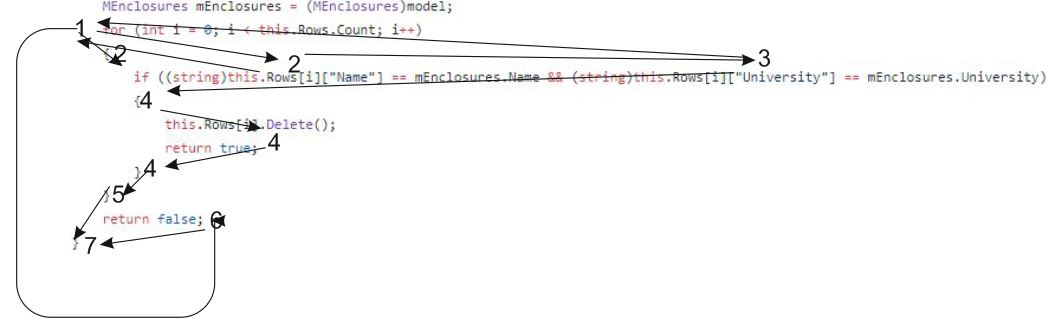 MEnclosures mEnclosures = (MEnclosures)model;
1 for (int i = 0; i < this.Rows.Count; i++)
{ 2 2 3
if ((string)this.Rows[i]["Name"] == mEnclosures.Name && (string)this.Rows[i]["University"] == mEnclosures.University)
{4
this.Rows[i].Delete();
return true; 4
}4
}5
return false; 6
} 7